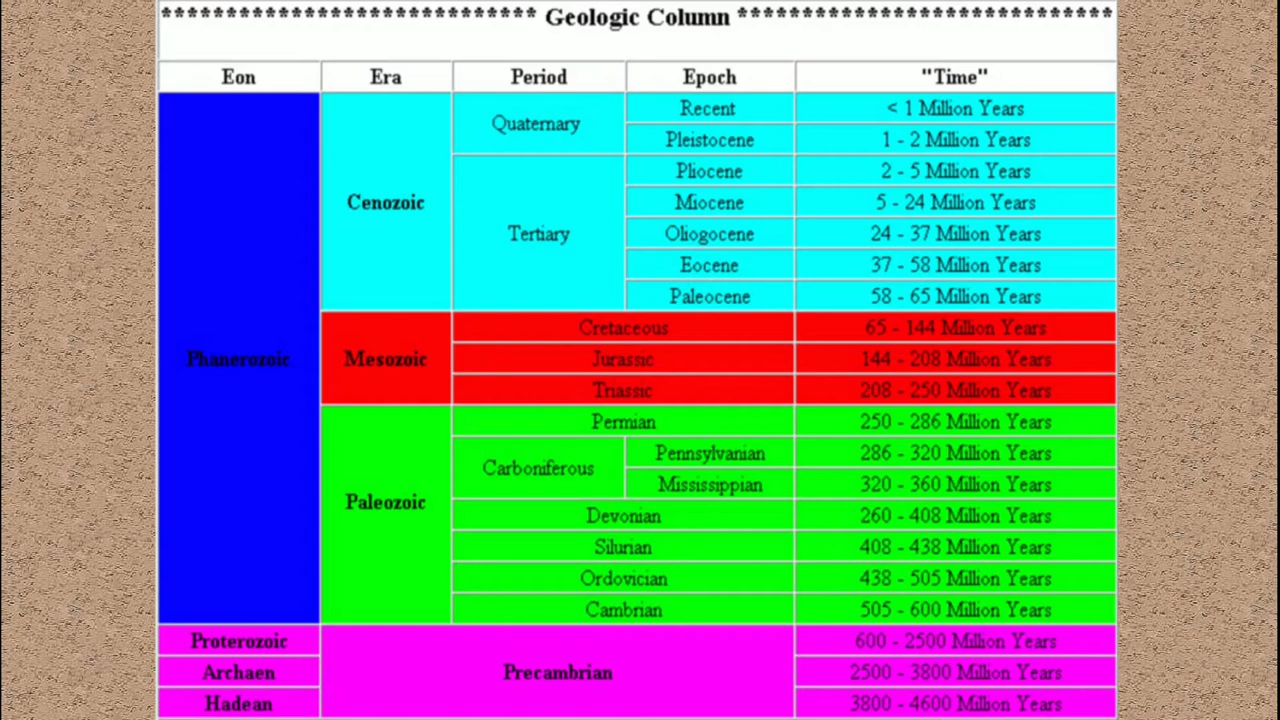 ***************************** Geologic Column *****************************
Eon Era Period Epoch "Time"
Phanerozoic Cenozoic Quaternary Recent < 1 Million Years
Pleistocene 1 - 2 Million Years
Tertiary Pliocene 2 - 5 Million Years
Miocene 5 - 24 Million Years
Oliogocene 24 - 37 Million Years
Eocene 37 - 58 Million Years
Paleocene 58 - 65 Million Years
Mesozoic Cretaceous 65 - 144 Million Years
Jurassic 144 - 208 Million Years
Triassic 208 - 250 Million Years
Paleozoic Permian 250 - 286 Million Years
Carboniferous Pennsylvanian 286 - 320 Million Years
Mississippian 320 - 360 Million Years
Devonian 260 - 408 Million Years
Silurian 408 - 438 Million Years
Ordovician 438 - 505 Million Years
Cambrian 505 - 600 Million Years
Proterozoic Precambrian 600 - 2500 Million Years
Archaen 2500 - 3800 Million Years
Hadean 3800 - 4600 Million Years